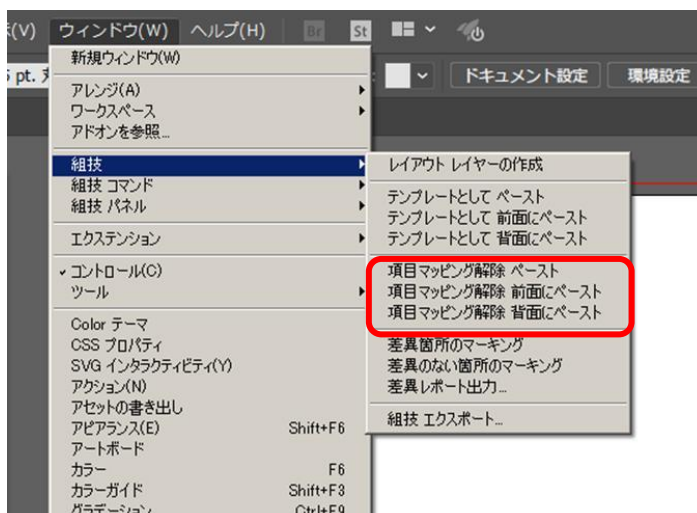 (V) ウィンドウ(W) ヘルプ(H) Br St
新規ウィンドウ(W)
pt.
ドキュメント設定 環境設定
アレンジ(A)
ワークスペース
アドオンを参照...
組技
組技 コマンド
組技 パネル
エクステンション
コントロール(C)
ツール
Color テーマ
CSS プロパティ
SVG インタラクティビティ(Y)
アクション(N)
アセットの書き出し
アピアランス(E) Shift+F6
アートボード
カラー F6
カラーガイド Shift+F3
グラデーション Ctrl+F9
レイアウト レイヤーの作成
テンプレートとして ペースト
テンプレートとして 前面にペースト
テンプレートとして 背面にペースト
項目マッピング解除 ペースト
項目マッピング解除 前面にペースト
項目マッピング解除 背面にペースト
差異箇所のマーキング
差異のない箇所のマーキング
差異レポート出力...
組技 エクスポート...